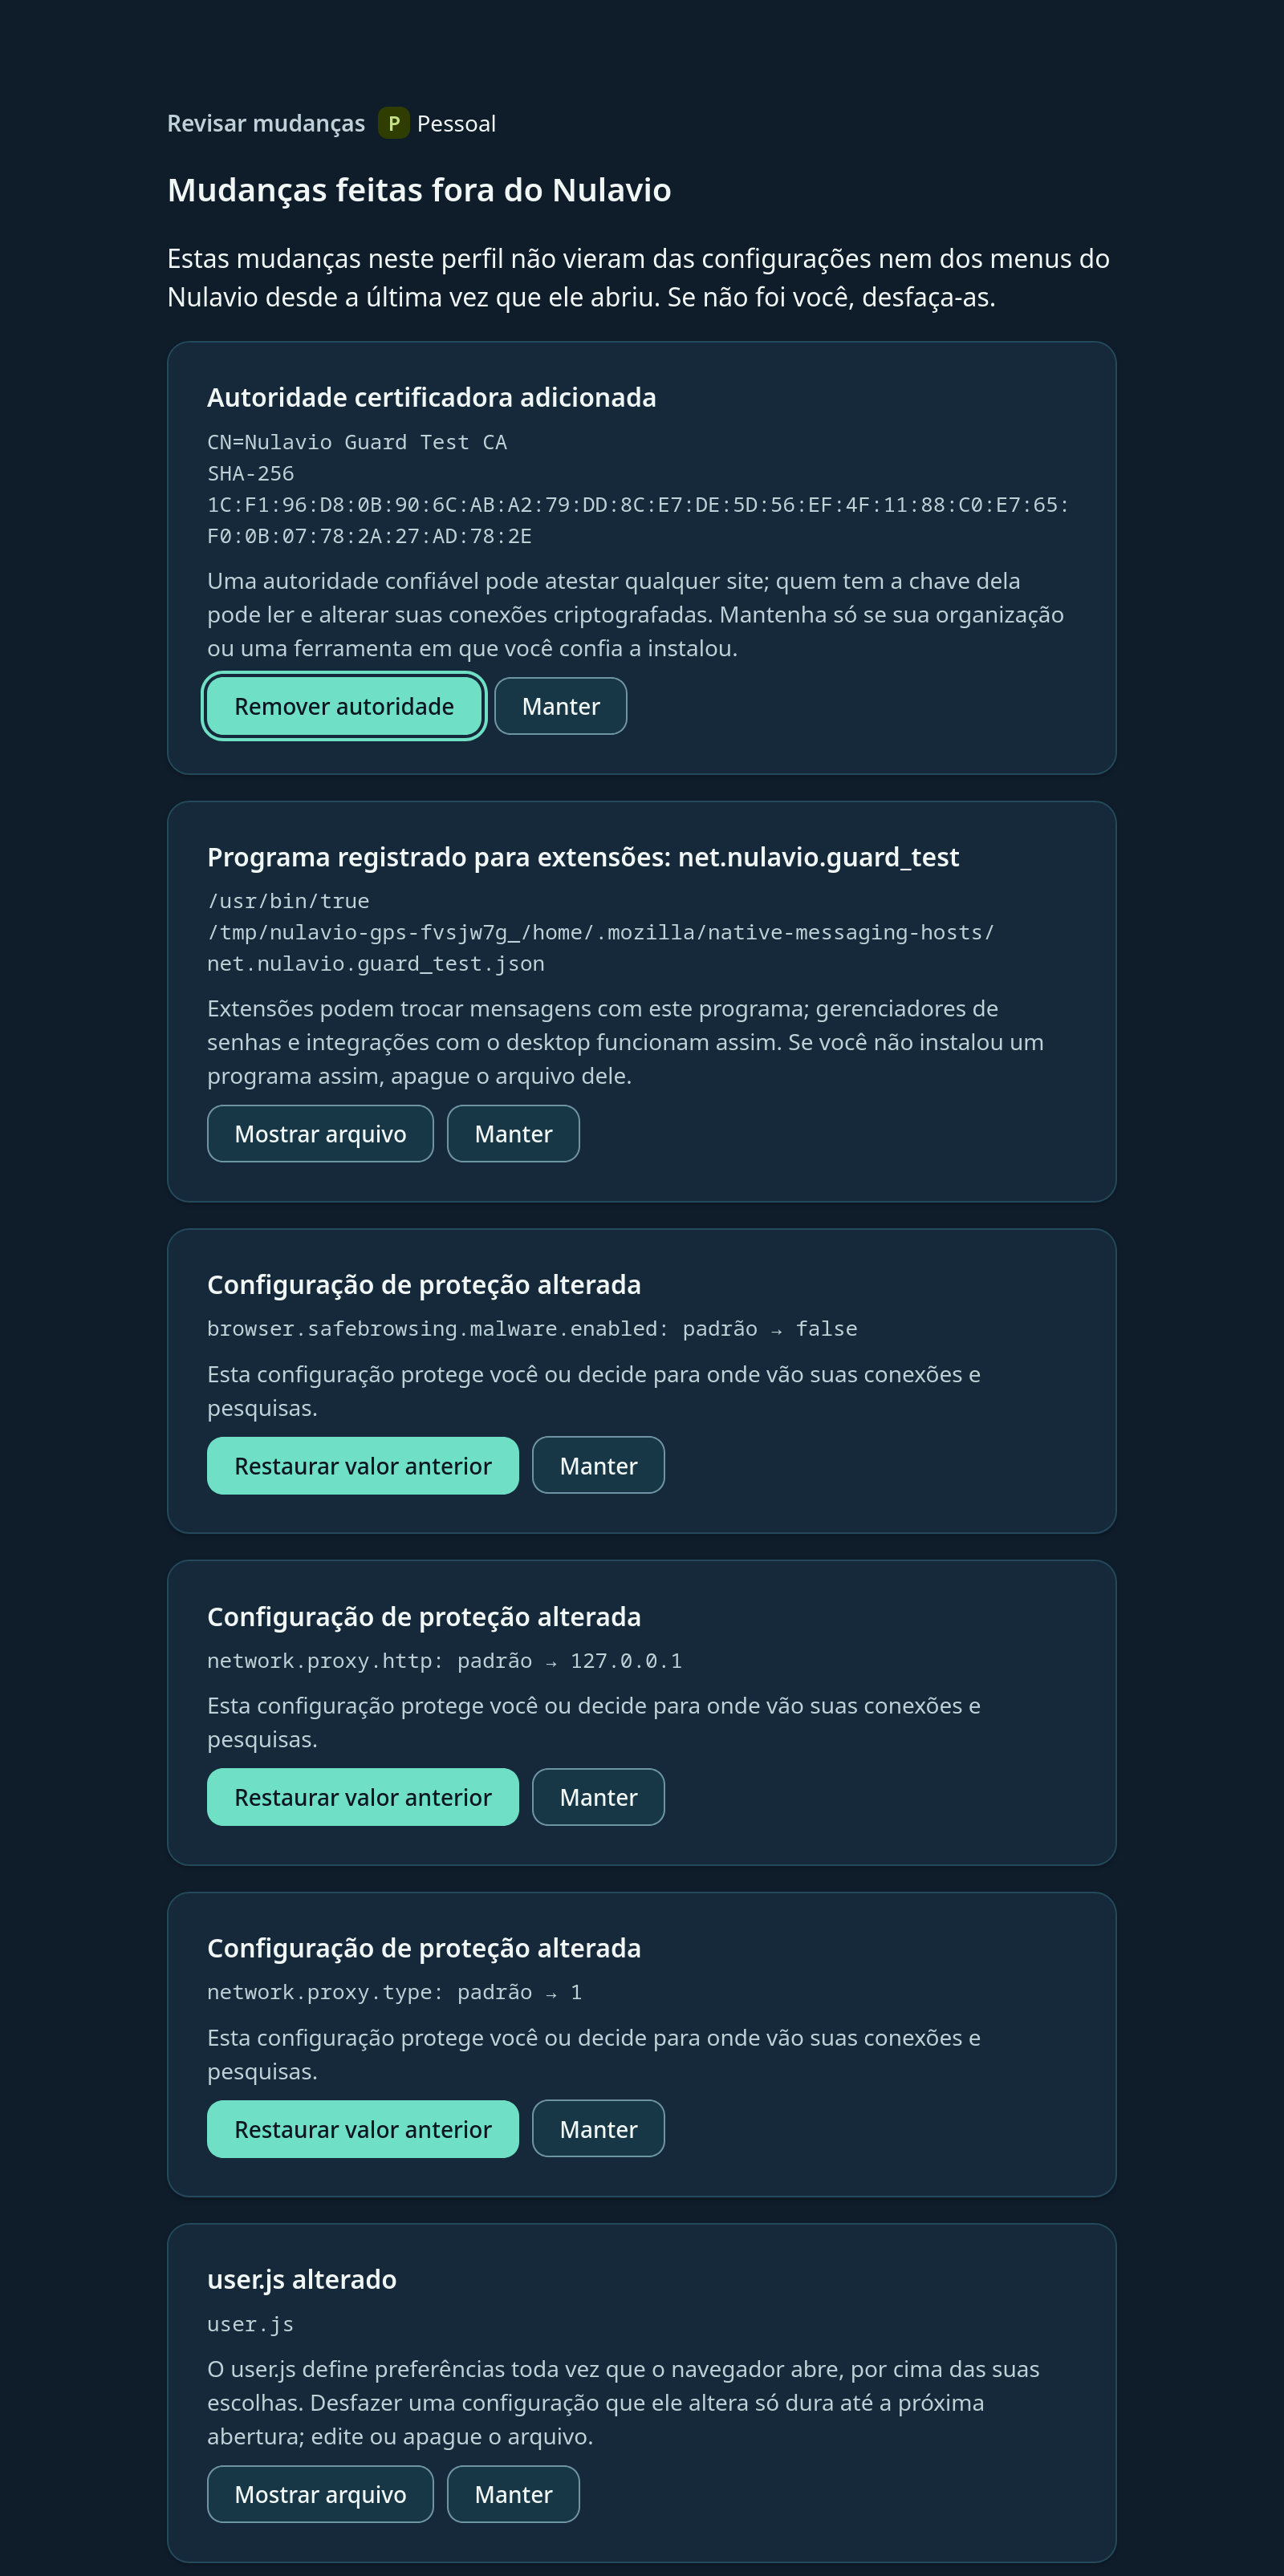 Revisar mudanças P Pessoal
Mudanças feitas fora do Nulavio
Estas mudanças neste perfil não vieram das configurações nem dos menus do
Nulavio desde a última vez que ele abriu. Se não foi você, desfaça-as.
Autoridade certificadora adicionada
CN=Nulavio Guard Test CA
SHA-256
1C:F1:96:D8:0B:90:6C:AB:A2:79:DD:8C:E7:DE:5D:56:EF:4F:11:88:C0:E7:65:
F0:0B:07:78:2A:27:AD:78:2E
Uma autoridade confiável pode atestar qualquer site; quem tem a chave dela
pode ler e alterar suas conexões criptografadas. Mantenha só se sua organização
ou uma ferramenta em que você confia a instalou.
Remover autoridade Manter
Programa registrado para extensões: net.nulavio.guard_test
/usr/bin/true
/tmp/nulavio-gps-fvsjw7g_/home/.mozilla/native-messaging-hosts/
net.nulavio.guard_test.json
Extensões podem trocar mensagens com este programa; gerenciadores de
senhas e integrações com o desktop funcionam assim. Se você não instalou um
programa assim, apague o arquivo dele.
Mostrar arquivo Manter
Configuração de proteção alterada
browser.safebrowsing.malware.enabled: padrão → false
Esta configuração protege você ou decide para onde vão suas conexões e
pesquisas.
Restaurar valor anterior Manter
Configuração de proteção alterada
network.proxy.http: padrão → 127.0.0.1
Esta configuração protege você ou decide para onde vão suas conexões e
pesquisas.
Restaurar valor anterior Manter
Configuração de proteção alterada
network.proxy.type: padrão → 1
Esta configuração protege você ou decide para onde vão suas conexões e
pesquisas.
Restaurar valor anterior Manter
user.js alterado
user.js
O user.js define preferências toda vez que o navegador abre, por cima das suas
escolhas. Desfazer uma configuração que ele altera só dura até a próxima
abertura; edite ou apague o arquivo.
Mostrar arquivo Manter